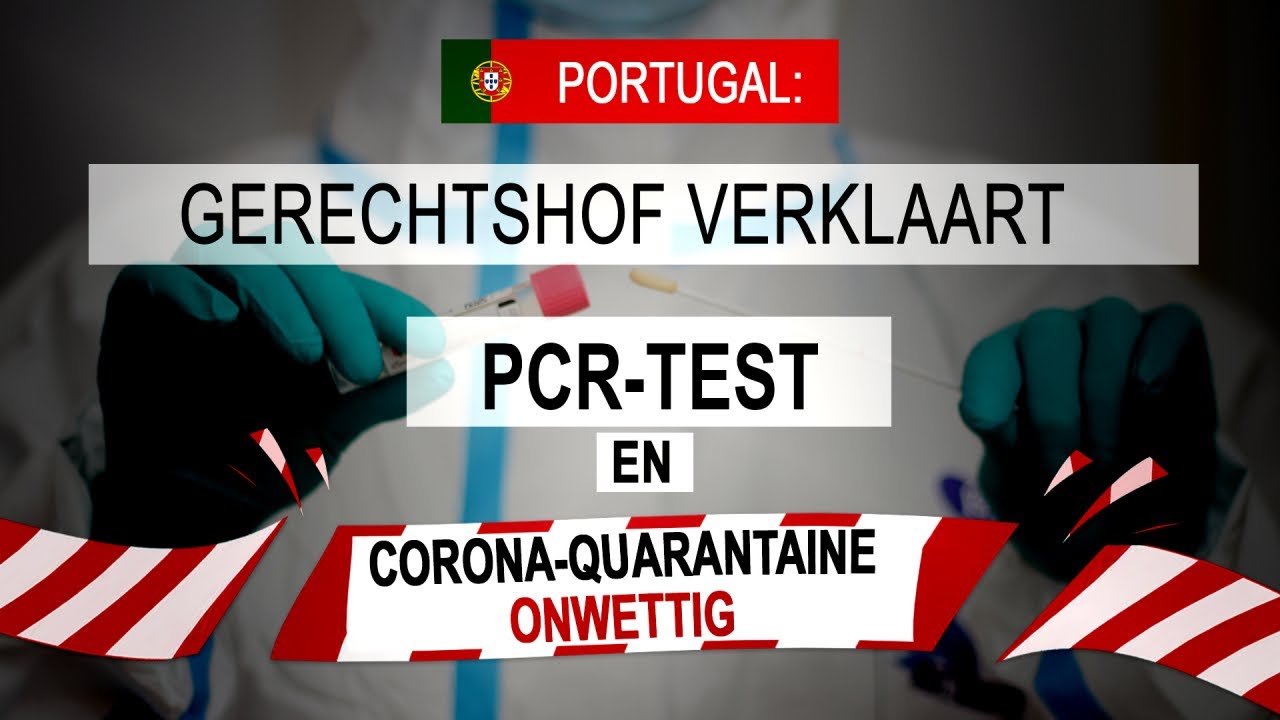 PORTUGAL:
GERECHTSHOF VERKLAART
PCR-TEST
EN
CORONA-QUARANTAINE
ONWETTIG